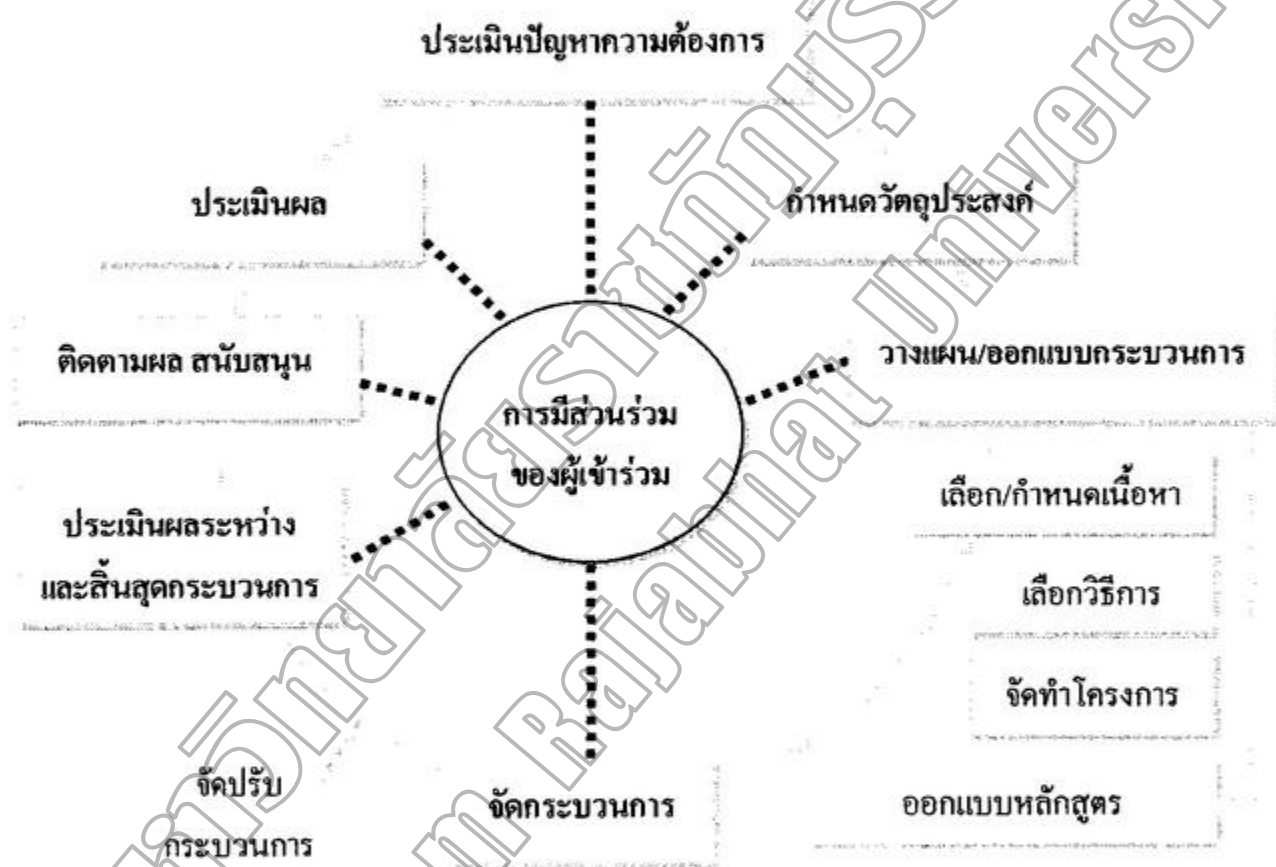 ประเมินปัญหาความต้องการ
ประเมินผล
กำหนดวัตถุประสงค์
ติดตามผล สนับสนุน
วางแผน/ออกแบบกระบวนการ
การมีส่วนร่วม
ของผู้เข้าร่วม
เลือก/กำหนดเนื้อหา
ประเมินผลระหว่าง
และสิ้นสุดกระบวนการ
เลือกวิธีการ
จัดทำโครงการ
จัดปรับ
กระบวนการ
จัดกระบวนการ
ออกแบบหลักสูตร
Rajabhat Universi